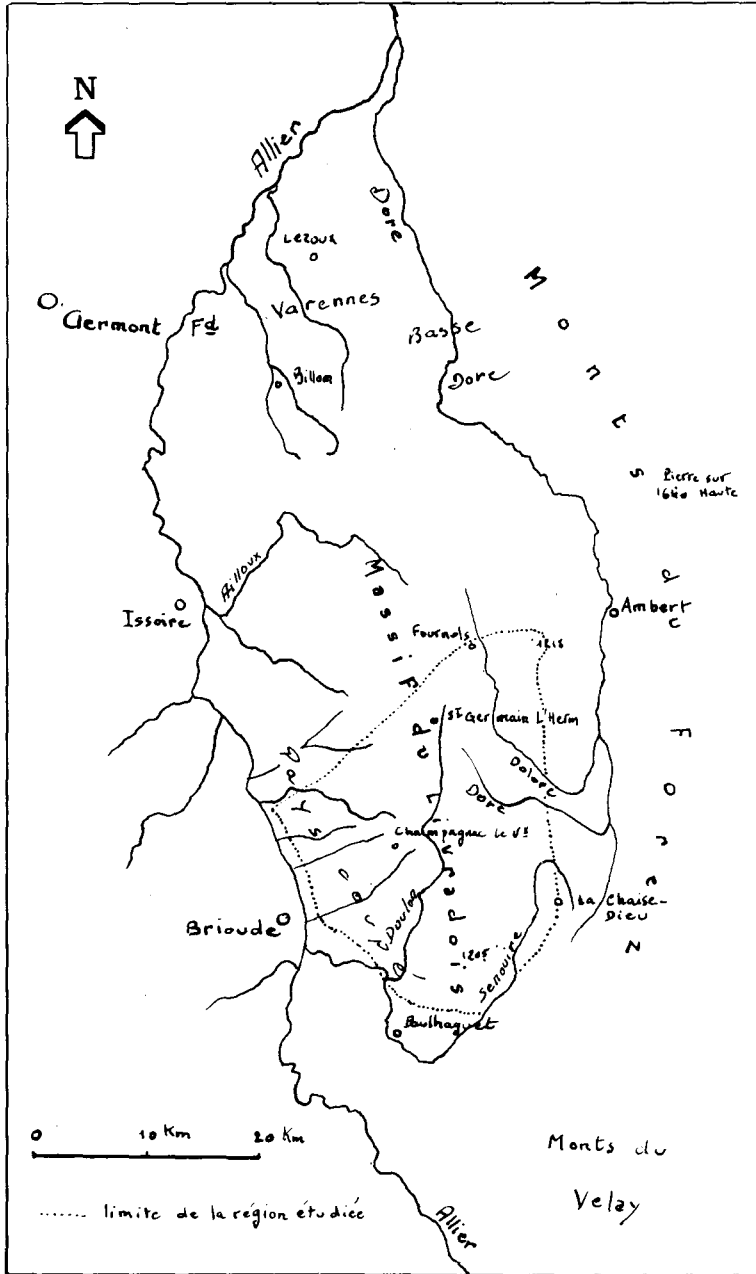 N
Allier
Dore
Lezoux
Varennes
Clermont Fd
Basse
Dore
Billom
Monts du Forez
Pierre sur
1640 Haute
Ailloux
Issoire
Massif du Livradois
Ambert
Fournols
1218
St Germain L'Herm
Dolore
Dore
Champagnac le Vx
Doulon
Brioude
La Chaise-
Dieu
1205
Senouire
Paulhaguet
0 10 Km 20 Km
Monts du
Velay
...... limite de la région étudiée
Allier